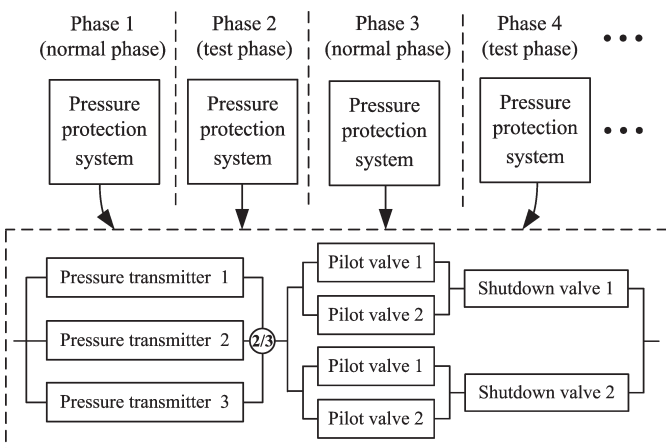 Phase 1
(normal phase)
Phase 2
(test phase)
Phase 3
(normal phase)
Phase 4
(test phase)
Pressure
protection
system
Pressure
protection
system
Pressure
protection
system
Pressure
protection
system
Pressure transmitter 1
Pressure transmitter 2
Pressure transmitter 3
2/3
Pilot valve 1
Pilot valve 2
Pilot valve 1
Pilot valve 2
Shutdown valve 1
Shutdown valve 2